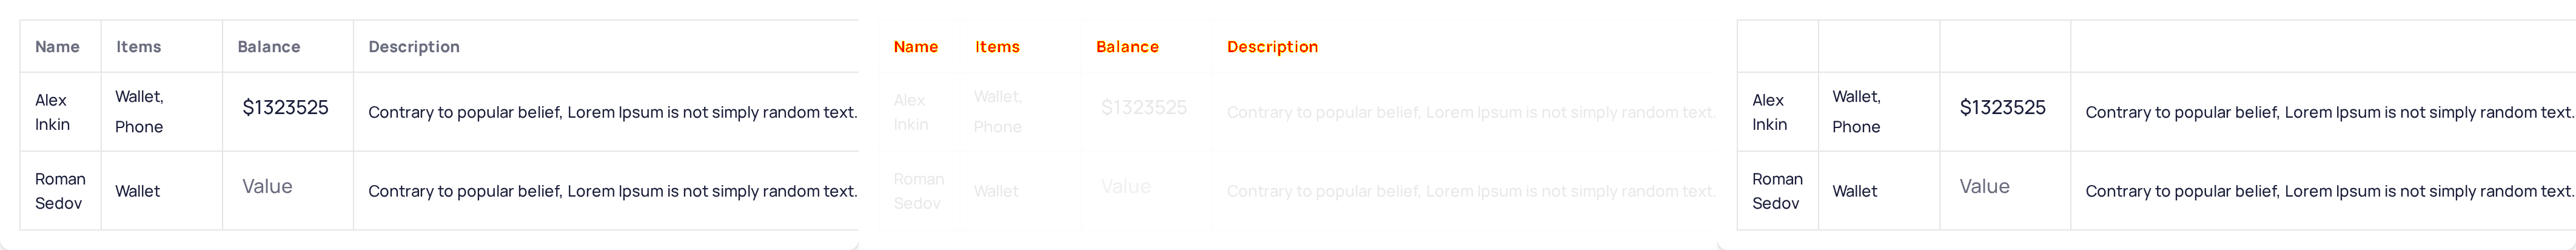 Name Items Balance Description
Alex Inkin Wallet, Phone $1323525 Contrary to popular belief, Lorem Ipsum is not simply random text.
Roman Sedov Wallet Value Contrary to popular belief, Lorem Ipsum is not simply random text.
Name Items Balance Description
Alex Inkin Wallet, Phone $1323525 Contrary to popular belief, Lorem Ipsum is not simply random text.
Roman Sedov Wallet Value Contrary to popular belief, Lorem Ipsum is not simply random text.
Alex Inkin Wallet, Phone $1323525 Contrary to popular belief, Lorem Ipsum is not simply random text.
Roman Sedov Wallet Value Contrary to popular belief, Lorem Ipsum is not simply random text.